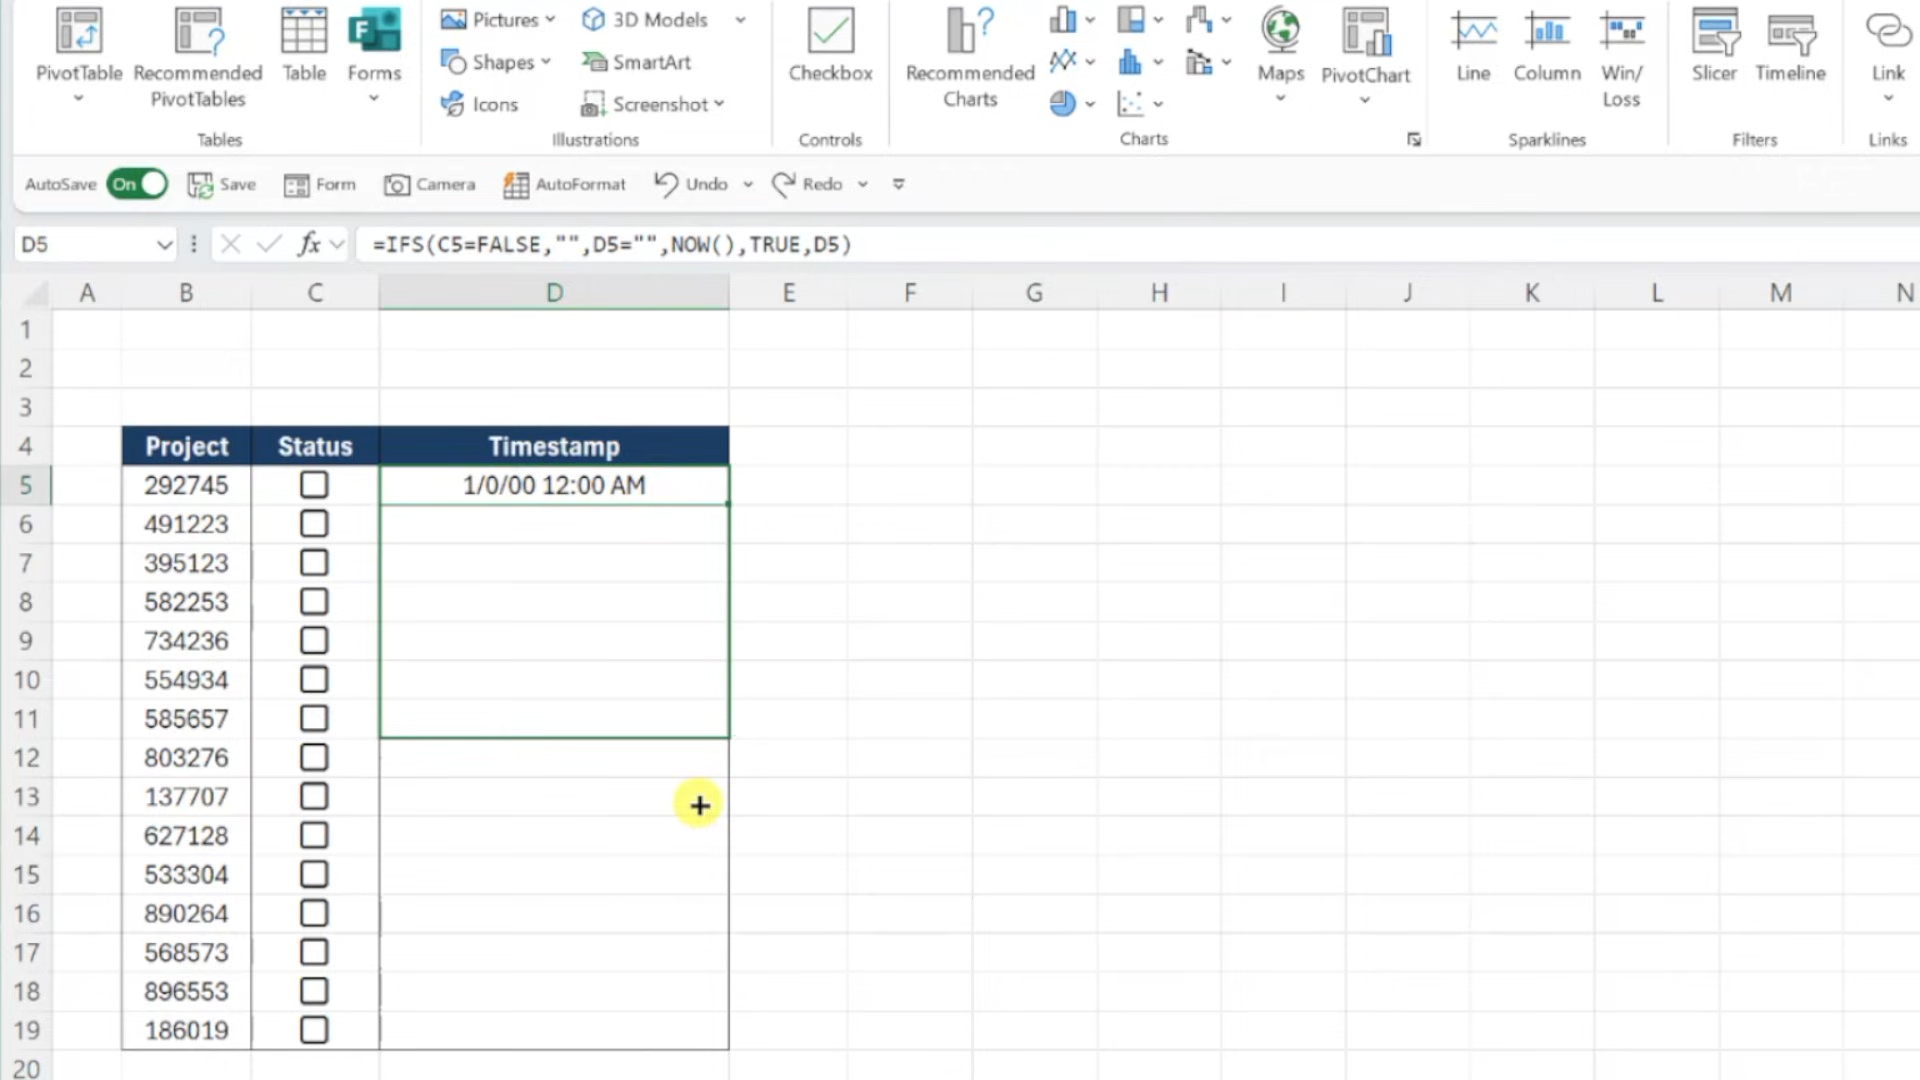 Pictures
3D Models
PivotTable
Recommended
PivotTables
Table
Forms
Shapes
SmartArt
Icons
Screenshot
Checkbox
Recommended
Charts
Maps
PivotChart
Line
Column
Win/
Loss
Slicer
Timeline
Link
Tables
Illustrations
Controls
Charts
Sparklines
Filters
Links
AutoSave On Save Form Camera AutoFormat Undo Redo
D5 fx =IFS(C5=FALSE,"",D5="",NOW(),TRUE,D5)
A B C D E F G H I J K L M N
1
2
3
4 Project Status Timestamp
5 292745 1/0/00 12:00 AM
6 491223
7 395123
8 582253
9 734236
10 554934
11 585657
12 803276
13 137707
14 627128
15 533304
16 890264
17 568573
18 896553
19 186019
20